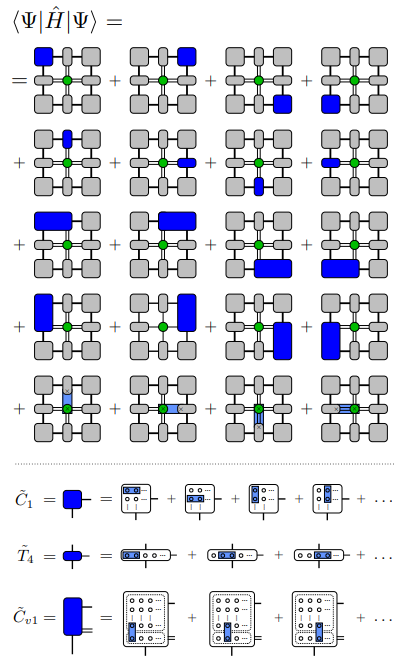 ⟨Ψ|Ĥ|Ψ⟩ =
= + + +
+ + + +
+ + + +
+ + + +
+ + + +
C̃₁ = = + + + + ...
T̃₄ = = + + + ...
C̃ᵥ₁ = = + + + ...